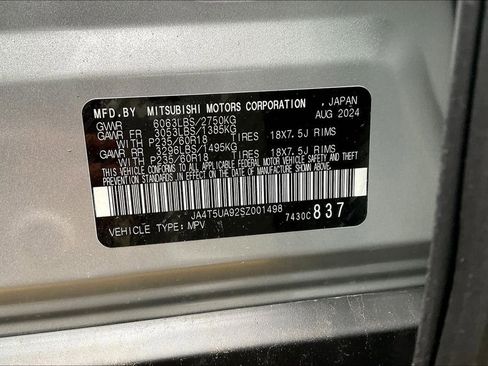 MFD.BY MITSUBISHI MOTORS CORPORATION , JAPAN
GVWR 6063LBS/2750KG AUG 2024
GAWR FR 3053LBS/1385KG
WITH P235/60R18 TIRES 18X7.5J RIMS
GAWR RR 3296LBS/1495KG
WITH P235/60R18 TIRES 18X7.5J RIMS
THIS VEHICLE CONFORMS TO ALL APPLICABLE FEDERAL MOTOR VEHICLE SAFETY, BUMPER, AND THEFT
PREVENTION STANDARDS IN EFFECT ON THE DATE OF MANUFACTURE SHOWN ABOVE.
JA4T5UA92SZ001498 7430C837
VEHICLE TYPE: MPV